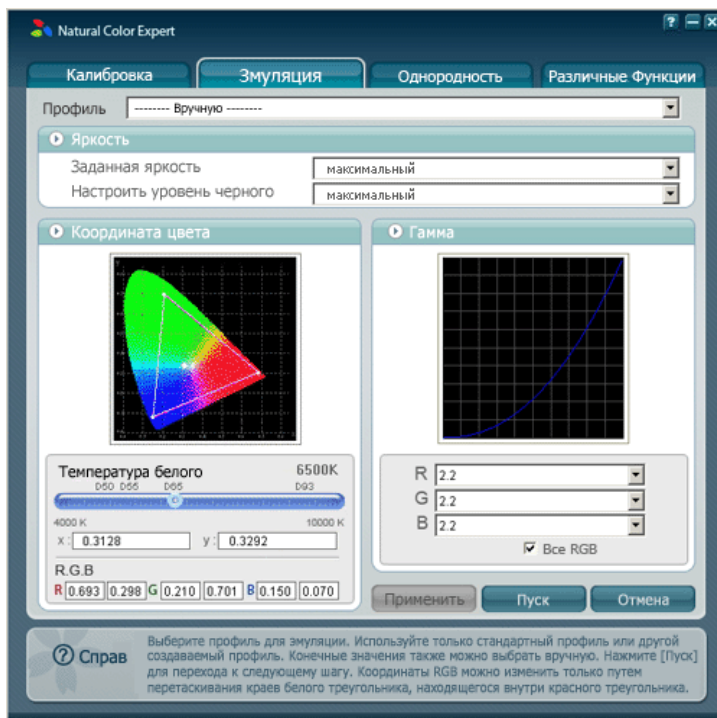 Natural Color Expert
Калибровка
Змуляция
Однородность
Различные Функции
Профиль
-------- Вручную --------
Яркость
Заданная яркость
максимальный
Настроить уровень черного
максимальный
Координата цвета
Гамма
Температура белого
6500K
D50 D55 D65 D93
4000 K
10000 K
x: 0.3128
y: 0.3292
R.G.B
R 0.693 0.298 G 0.210 0.701 B 0.150 0.070
R 2.2
G 2.2
B 2.2
Все RGB
Применить
Пуск
Отмена
? Справ
Выберите профиль для эмуляции. Используйте только стандартный профиль или другой
создаваемый профиль. Конечные значения также можно выбрать вручную. Нажмите [Пуск]
для перехода к следующему шагу. Координаты RGB можно изменить только путем
перетаскивания краев белого треугольника, находящегося внутри красного треугольника.